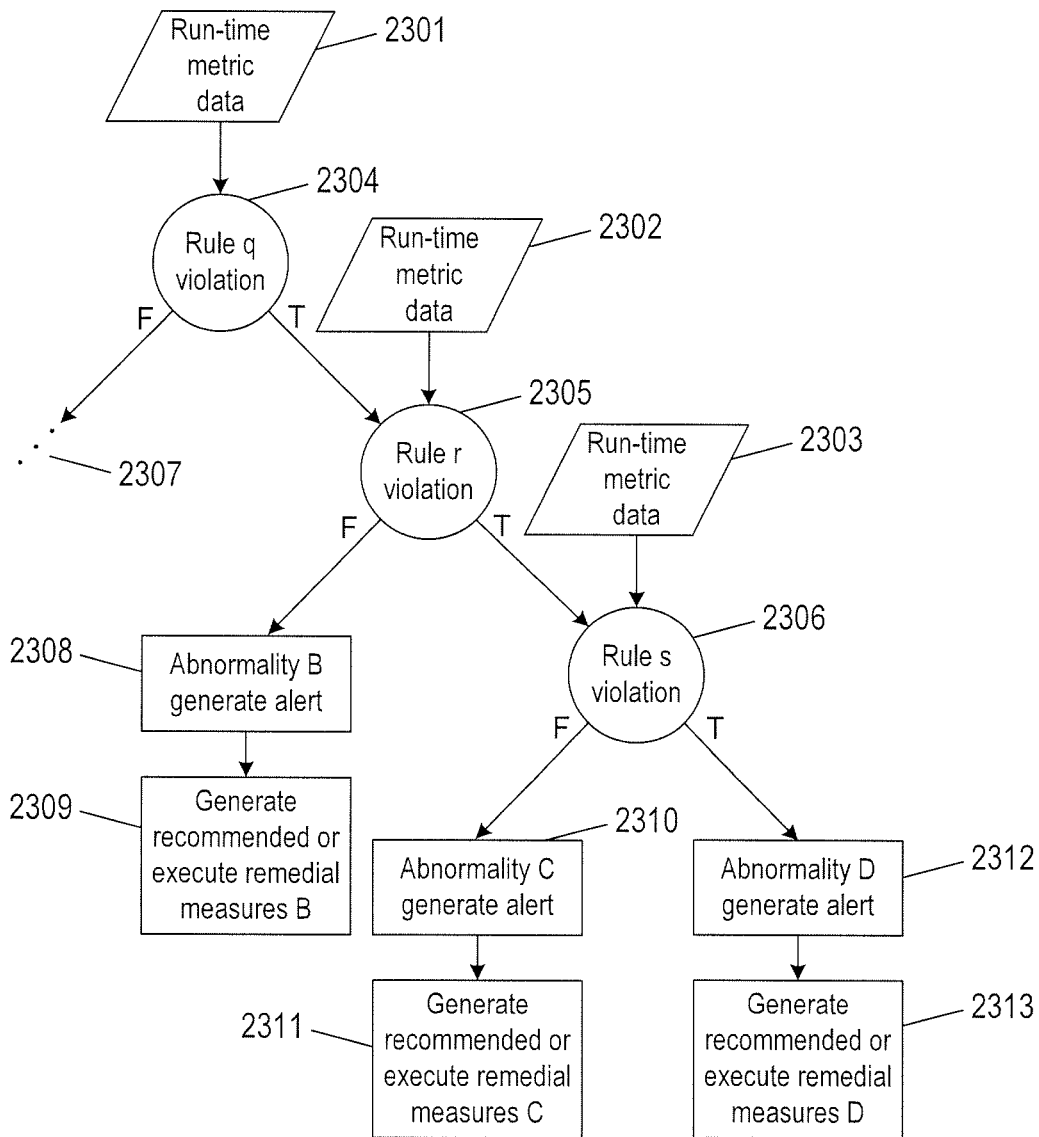 Run-time
metric
data
2301
2304
Rule q
violation
Run-time
metric
data
2302
F
T
2305
2307
Rule r
violation
Run-time
metric
data
2303
F
T
2306
2308
Abnormality B
generate alert
Rule s
violation
F
T
2309
Generate
recommended or
execute remedial
measures B
2310
Abnormality C
generate alert
Abnormality D
generate alert
2312
2311
Generate
recommended or
execute remedial
measures C
Generate
recommended or
execute remedial
measures D
2313